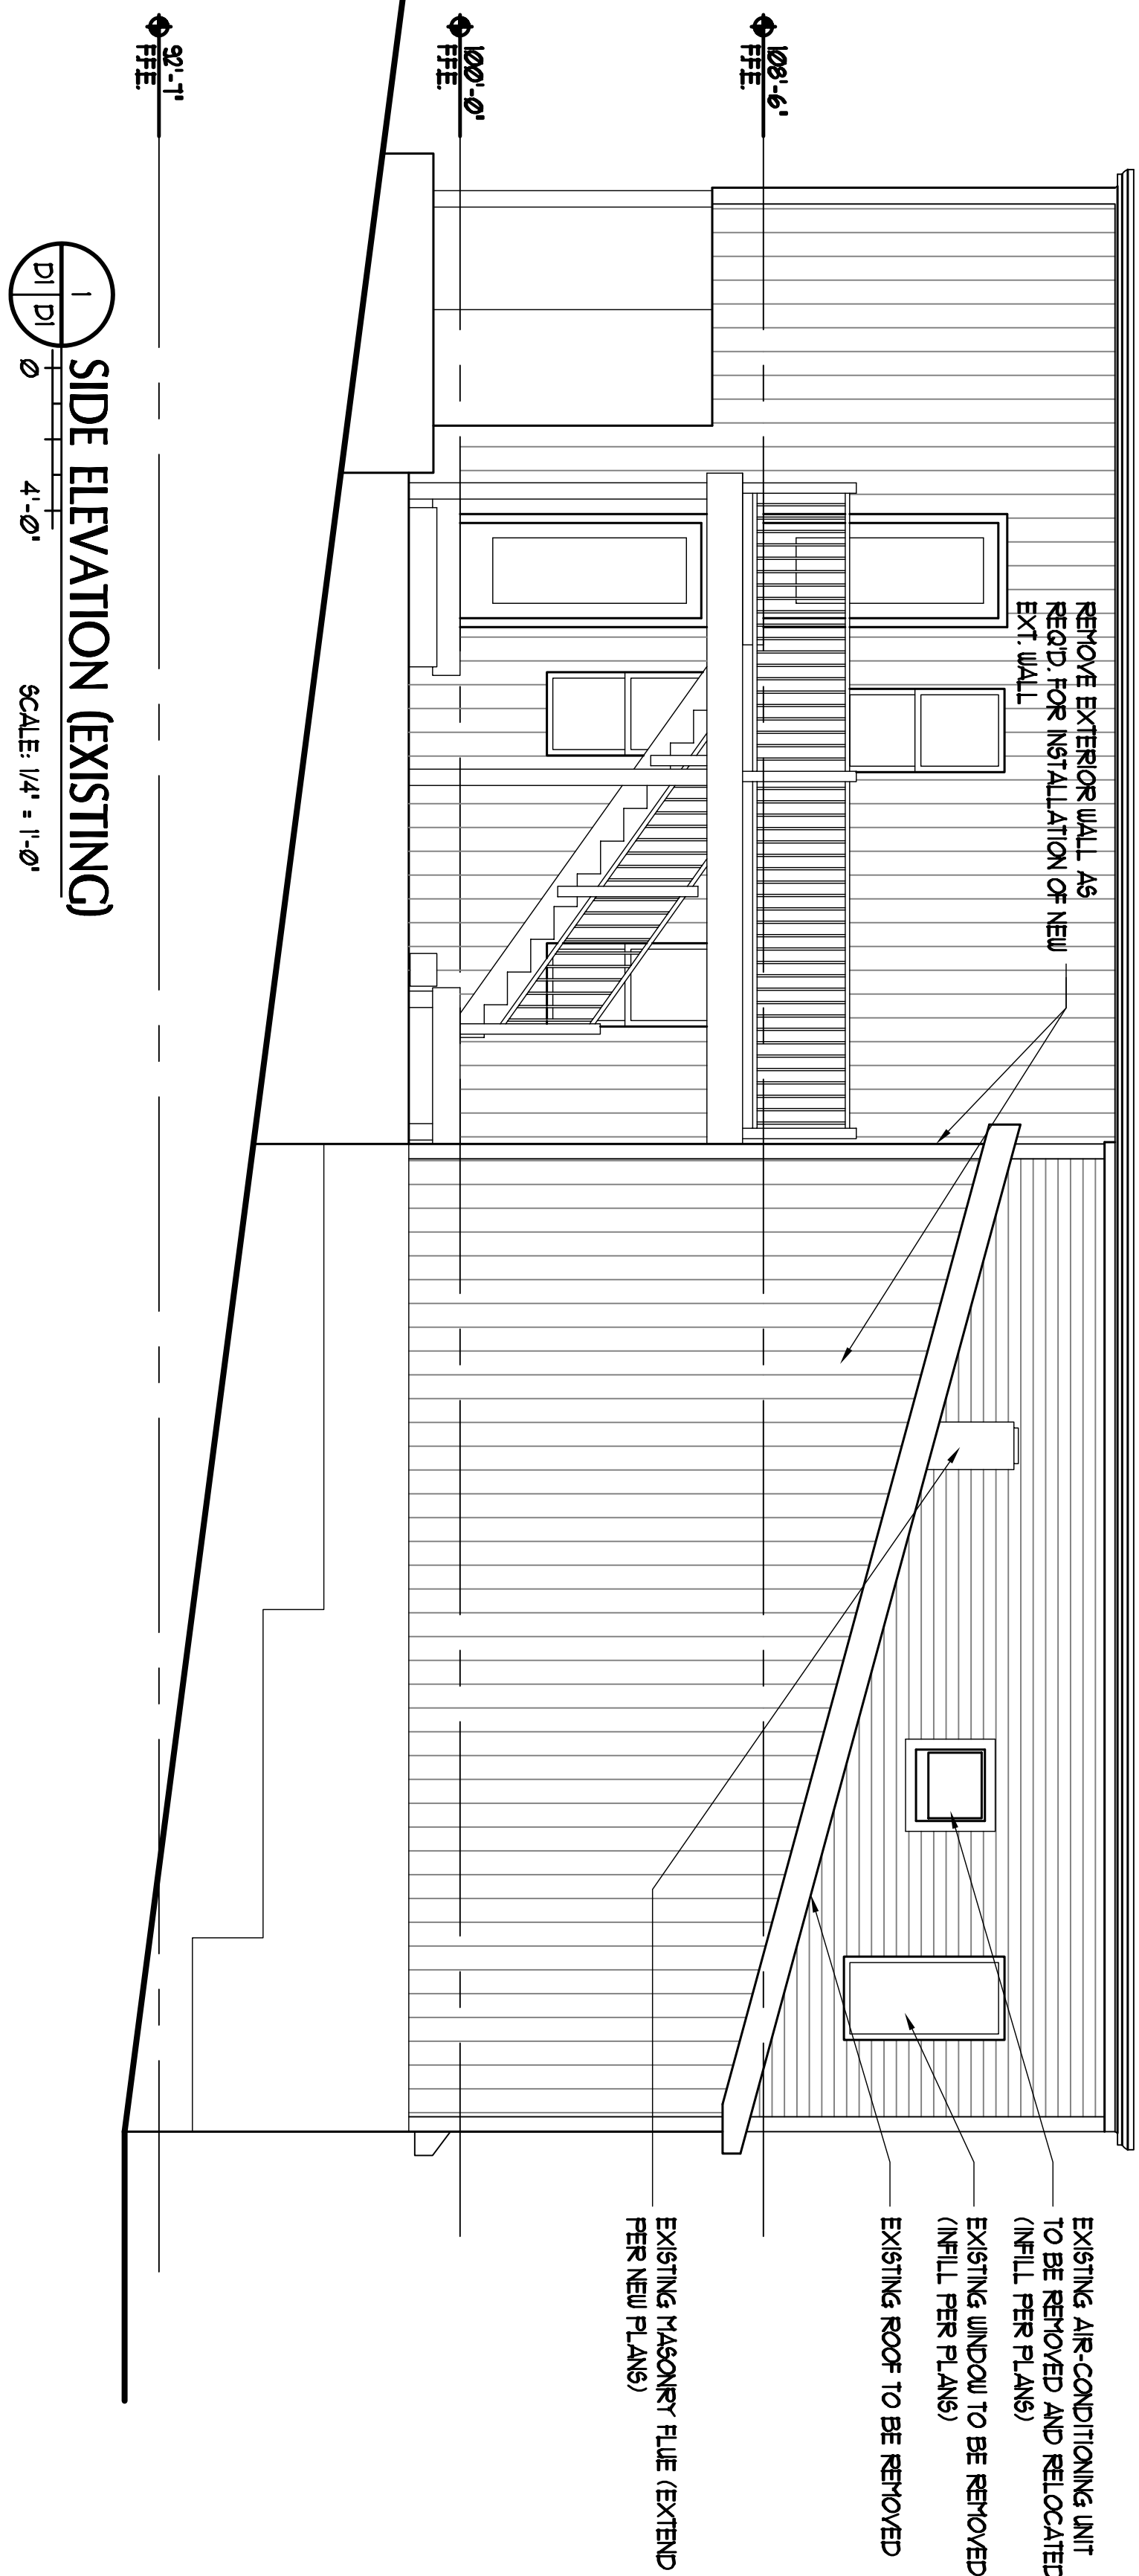 REMOVE EXTERIOR WALL AS
REQ'D. FOR INSTALLATION OF NEW
EXT. WALL
EXISTING AIR-CONDITIONING UNIT
TO BE REMOVED AND RELOCATED
(INFILL PER PLANS)
EXISTING WINDOW TO BE REMOVED
(INFILL PER PLANS)
EXISTING ROOF TO BE REMOVED
EXISTING MASONRY FLUE (EXTEND
PER NEW PLANS)
108'-6"
F.F.E.
100'-0"
F.F.E.
92'-7"
F.F.E.
1
D1 D1
SIDE ELEVATION (EXISTING)
0 4'-0" SCALE: 1/4" = 1'-0"